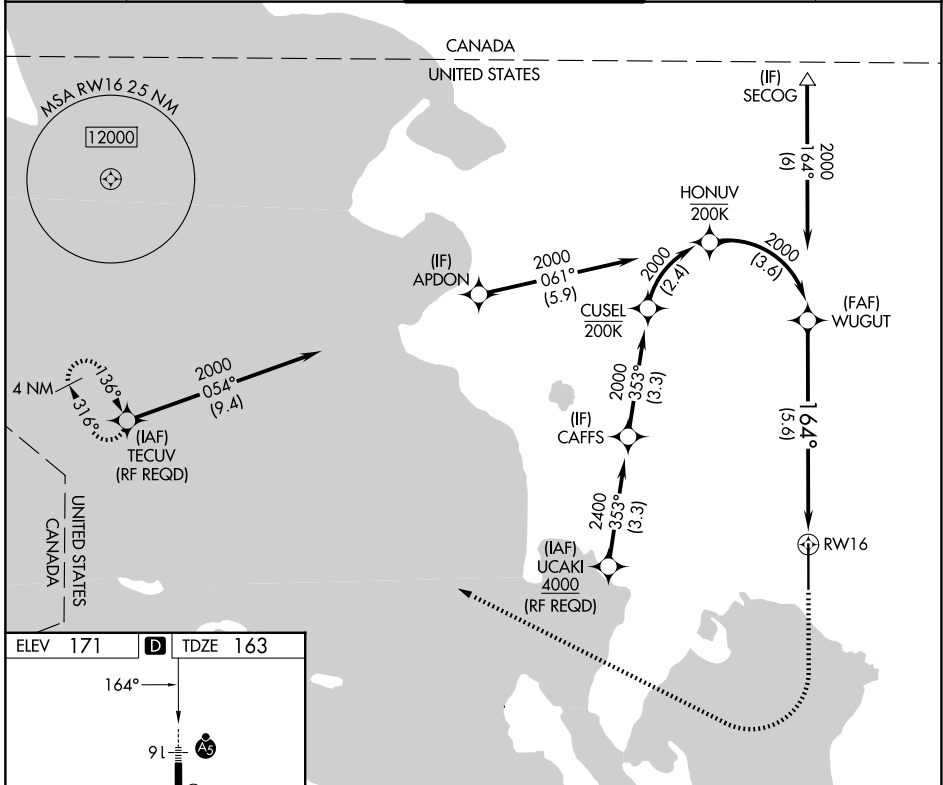 CANADA
UNITED STATES
MSA RW16 25 NM
12000
(IF)
SECOG
2000
164°
(6)
HONUV
200K
(IF)
APDON
2000
061°
(5.9)
2000
(2.4)
2000
(3.6)
CUSEL
200K
(FAF)
WUGUT
2000
054°
(9.4)
4 NM
136°
316°
(IAF)
TECUV
(RF REQD)
2000
353°
(3.3)
(IF)
CAFFS
164°
(5.6)
2400
353°
(3.3)
UNITED STATES
CANADA
(IAF)
UCAKI
4000
(RF REQD)
RW16
ELEV 171
D
TDZE 163
164°
16
A5